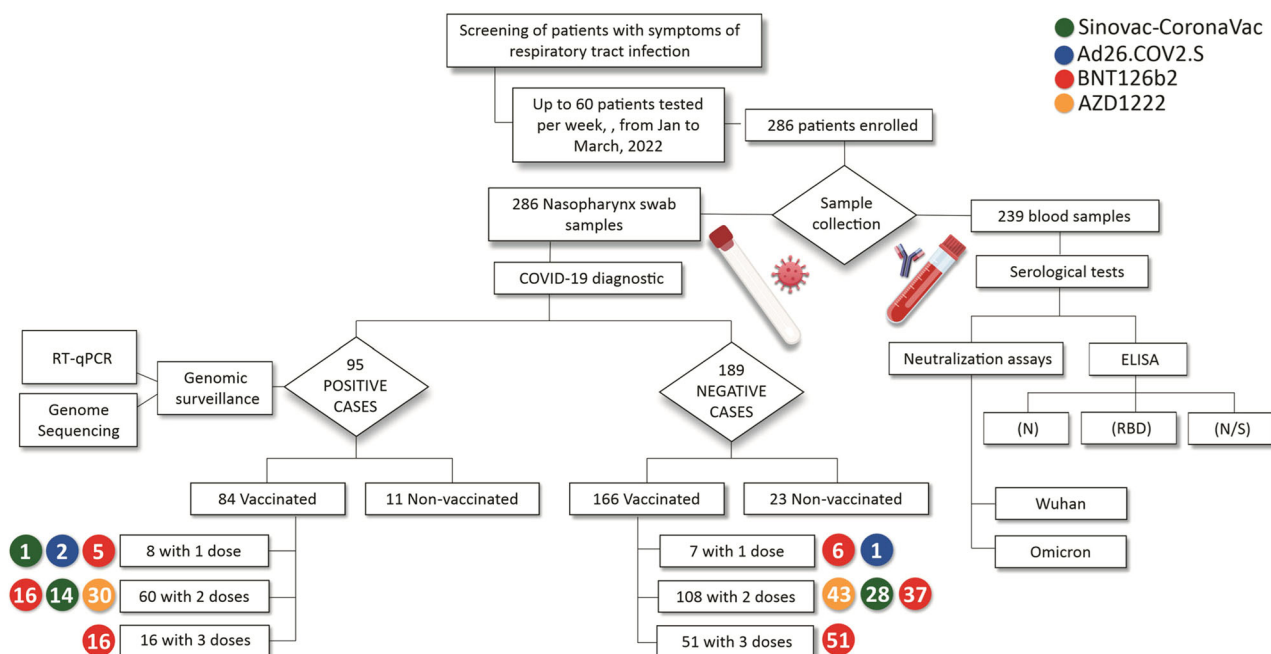 Screening of patients with symptoms of
respiratory tract infection
Sinovac-CoronaVac
Ad26.COV2.S
BNT126b2
AZD1222
Up to 60 patients tested
per week, , from Jan to
March, 2022
286 patients enrolled
286 Nasopharynx swab
samples
Sample
collection
239 blood samples
COVID-19 diagnostic
Serological tests
RT-qPCR
Genome
Sequencing
Genomic
surveillance
95
POSITIVE
CASES
189
NEGATIVE
CASES
Neutralization assays
ELISA
(N)
(RBD)
(N/S)
84 Vaccinated
11 Non-vaccinated
166 Vaccinated
23 Non-vaccinated
Wuhan
Omicron
1 2 5 8 with 1 dose
7 with 1 dose 6 1
16 14 30 60 with 2 doses
108 with 2 doses 43 28 37
16 16 with 3 doses
51 with 3 doses 51